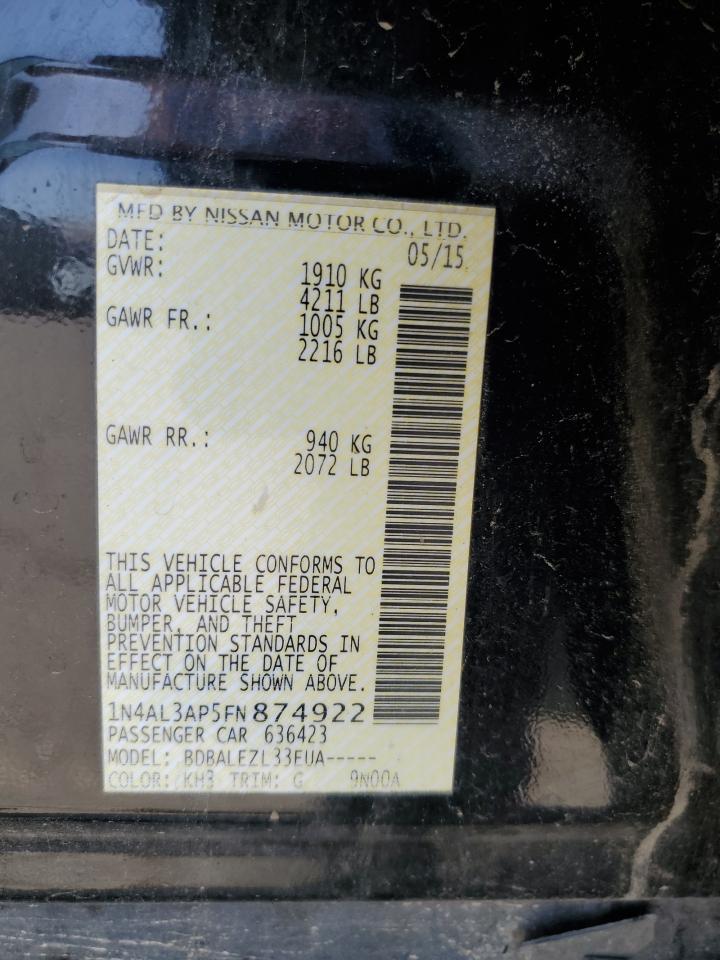 MFD BY NISSAN MOTOR CO., LTD.
DATE: 05/15
GVWR: 1910 KG
4211 LB
GAWR FR.: 1005 KG
2216 LB
GAWR RR.: 940 KG
2072 LB
THIS VEHICLE CONFORMS TO
ALL APPLICABLE FEDERAL
MOTOR VEHICLE SAFETY,
BUMPER, AND THEFT
PREVENTION STANDARDS IN
EFFECT ON THE DATE OF
MANUFACTURE SHOWN ABOVE.
1N4AL3AP5FN874922
PASSENGER CAR 636423
MODEL: BDBALEZL33EUA-----
COLOR: KH3 TRIM: G 9N00A